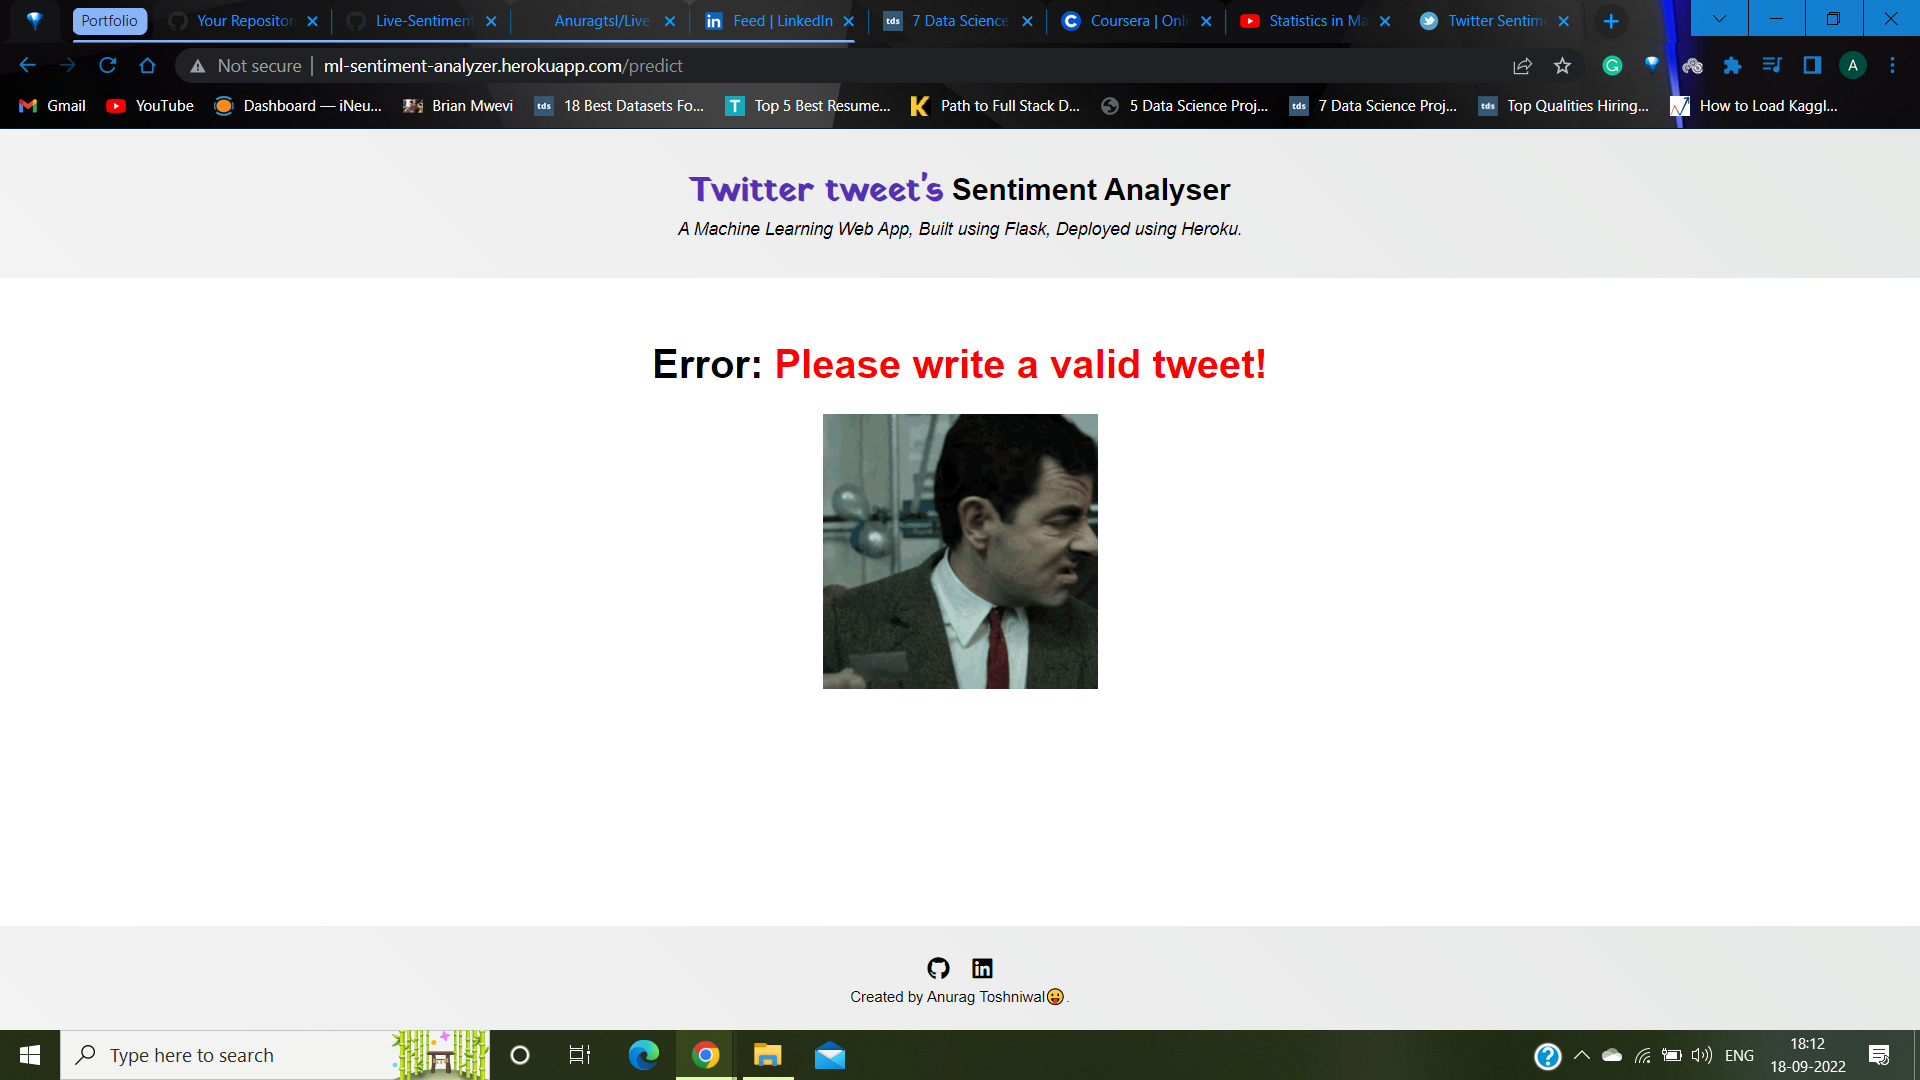 Portfolio
Your Repositor
Live-Sentiment
Anuragtsl/Live
Feed | LinkedIn
7 Data Science
Coursera | Onli
Statistics in Ma
Twitter Sentim
Not secure
ml-sentiment-analyzer.herokuapp.com/predict
A
Gmail
YouTube
Dashboard — iNeu...
Brian Mwevi
tds
18 Best Datasets Fo...
T
Top 5 Best Resume...
Path to Full Stack D...
5 Data Science Proj...
tds
7 Data Science Proj...
tds
Top Qualities Hiring...
How to Load Kaggl...
Twitter tweet's Sentiment Analyser
A Machine Learning Web App, Built using Flask, Deployed using Heroku.
Error: Please write a valid tweet!
Created by Anurag Toshniwal😛.
Type here to search
ENG
18:12
18-09-2022